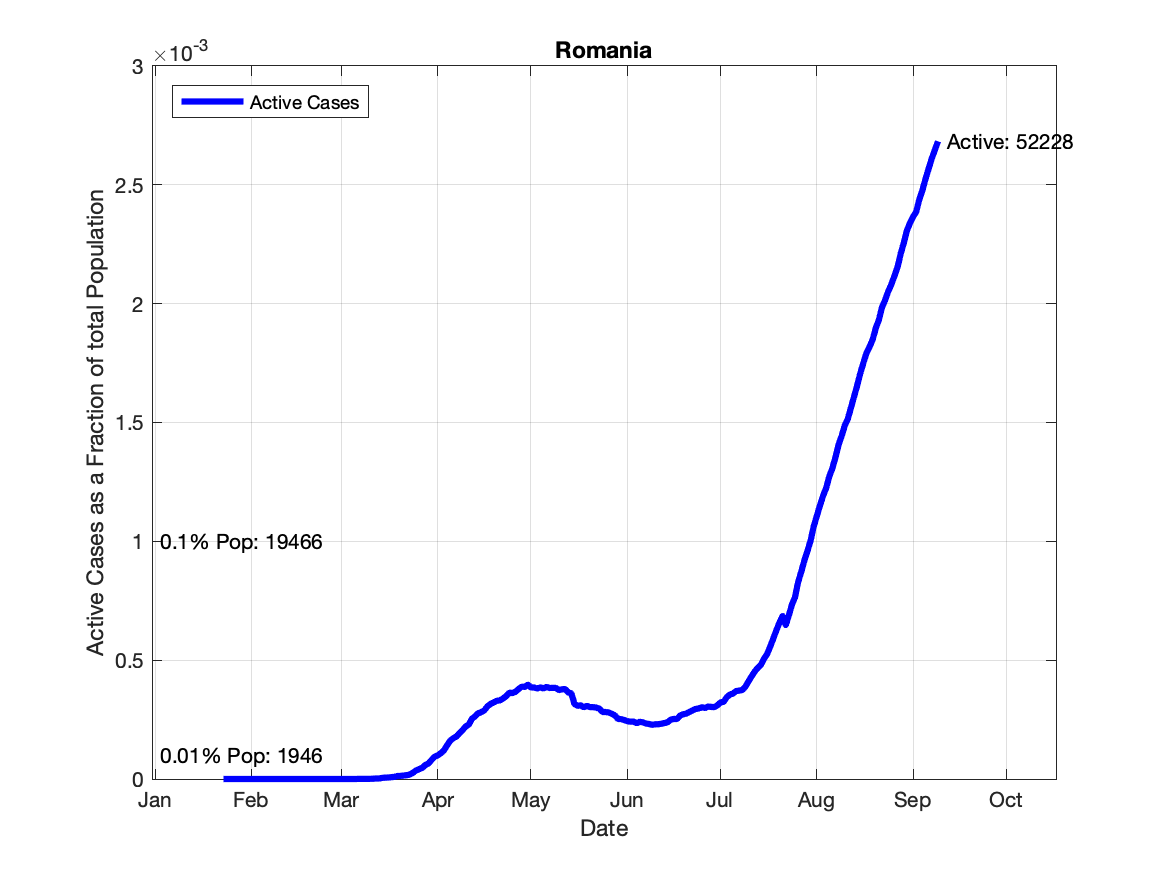 Romania
×10-3
3
Active Cases
Active: 52228
2.5
2
1.5
1
0.1% Pop: 19466
0.5
0.01% Pop: 1946
0
Active Cases as a Fraction of total Population
Jan Feb Mar Apr May Jun Jul Aug Sep Oct
Date